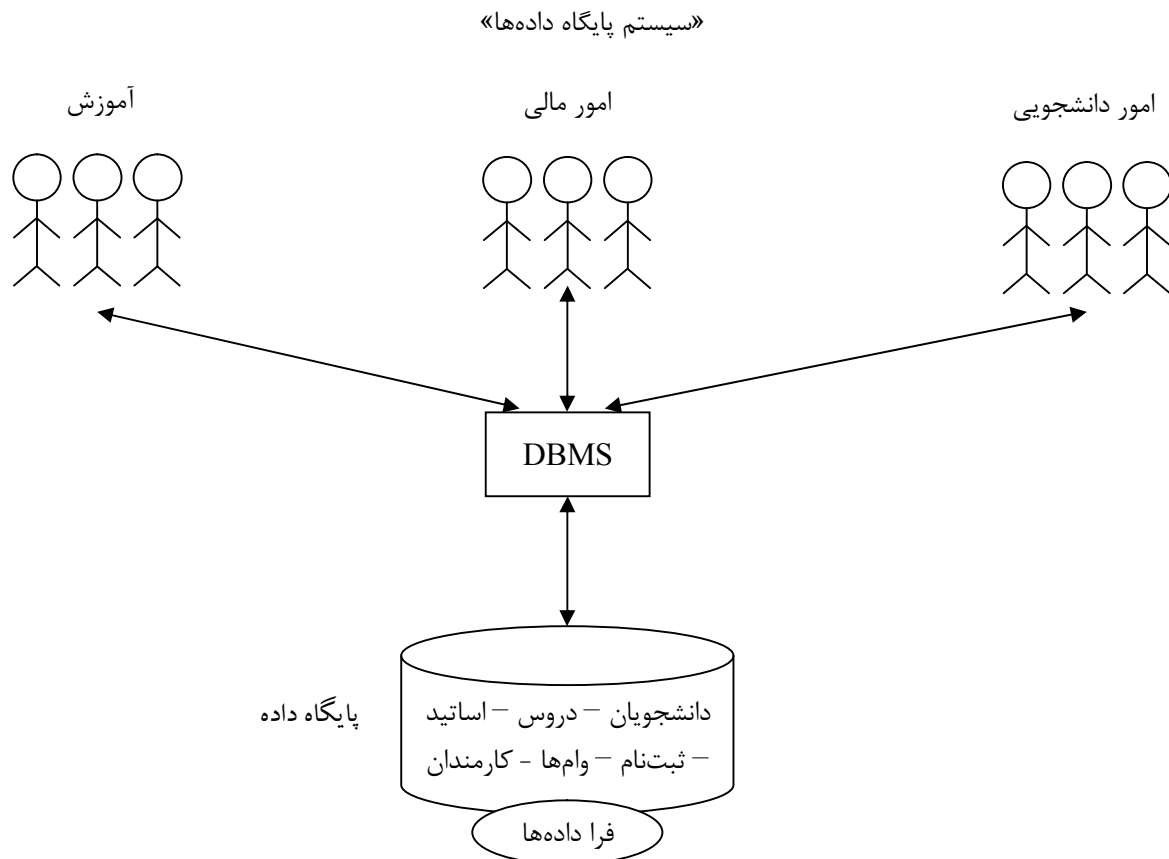 «سیستم پایگاه داده‌ها»
امور دانشجویی
امور مالی
آموزش
DBMS
پایگاه داده
دانشجویان – دروس – اساتید
– ثبت‌نام – وام‌ها - کارمندان
فرا داده‌ها